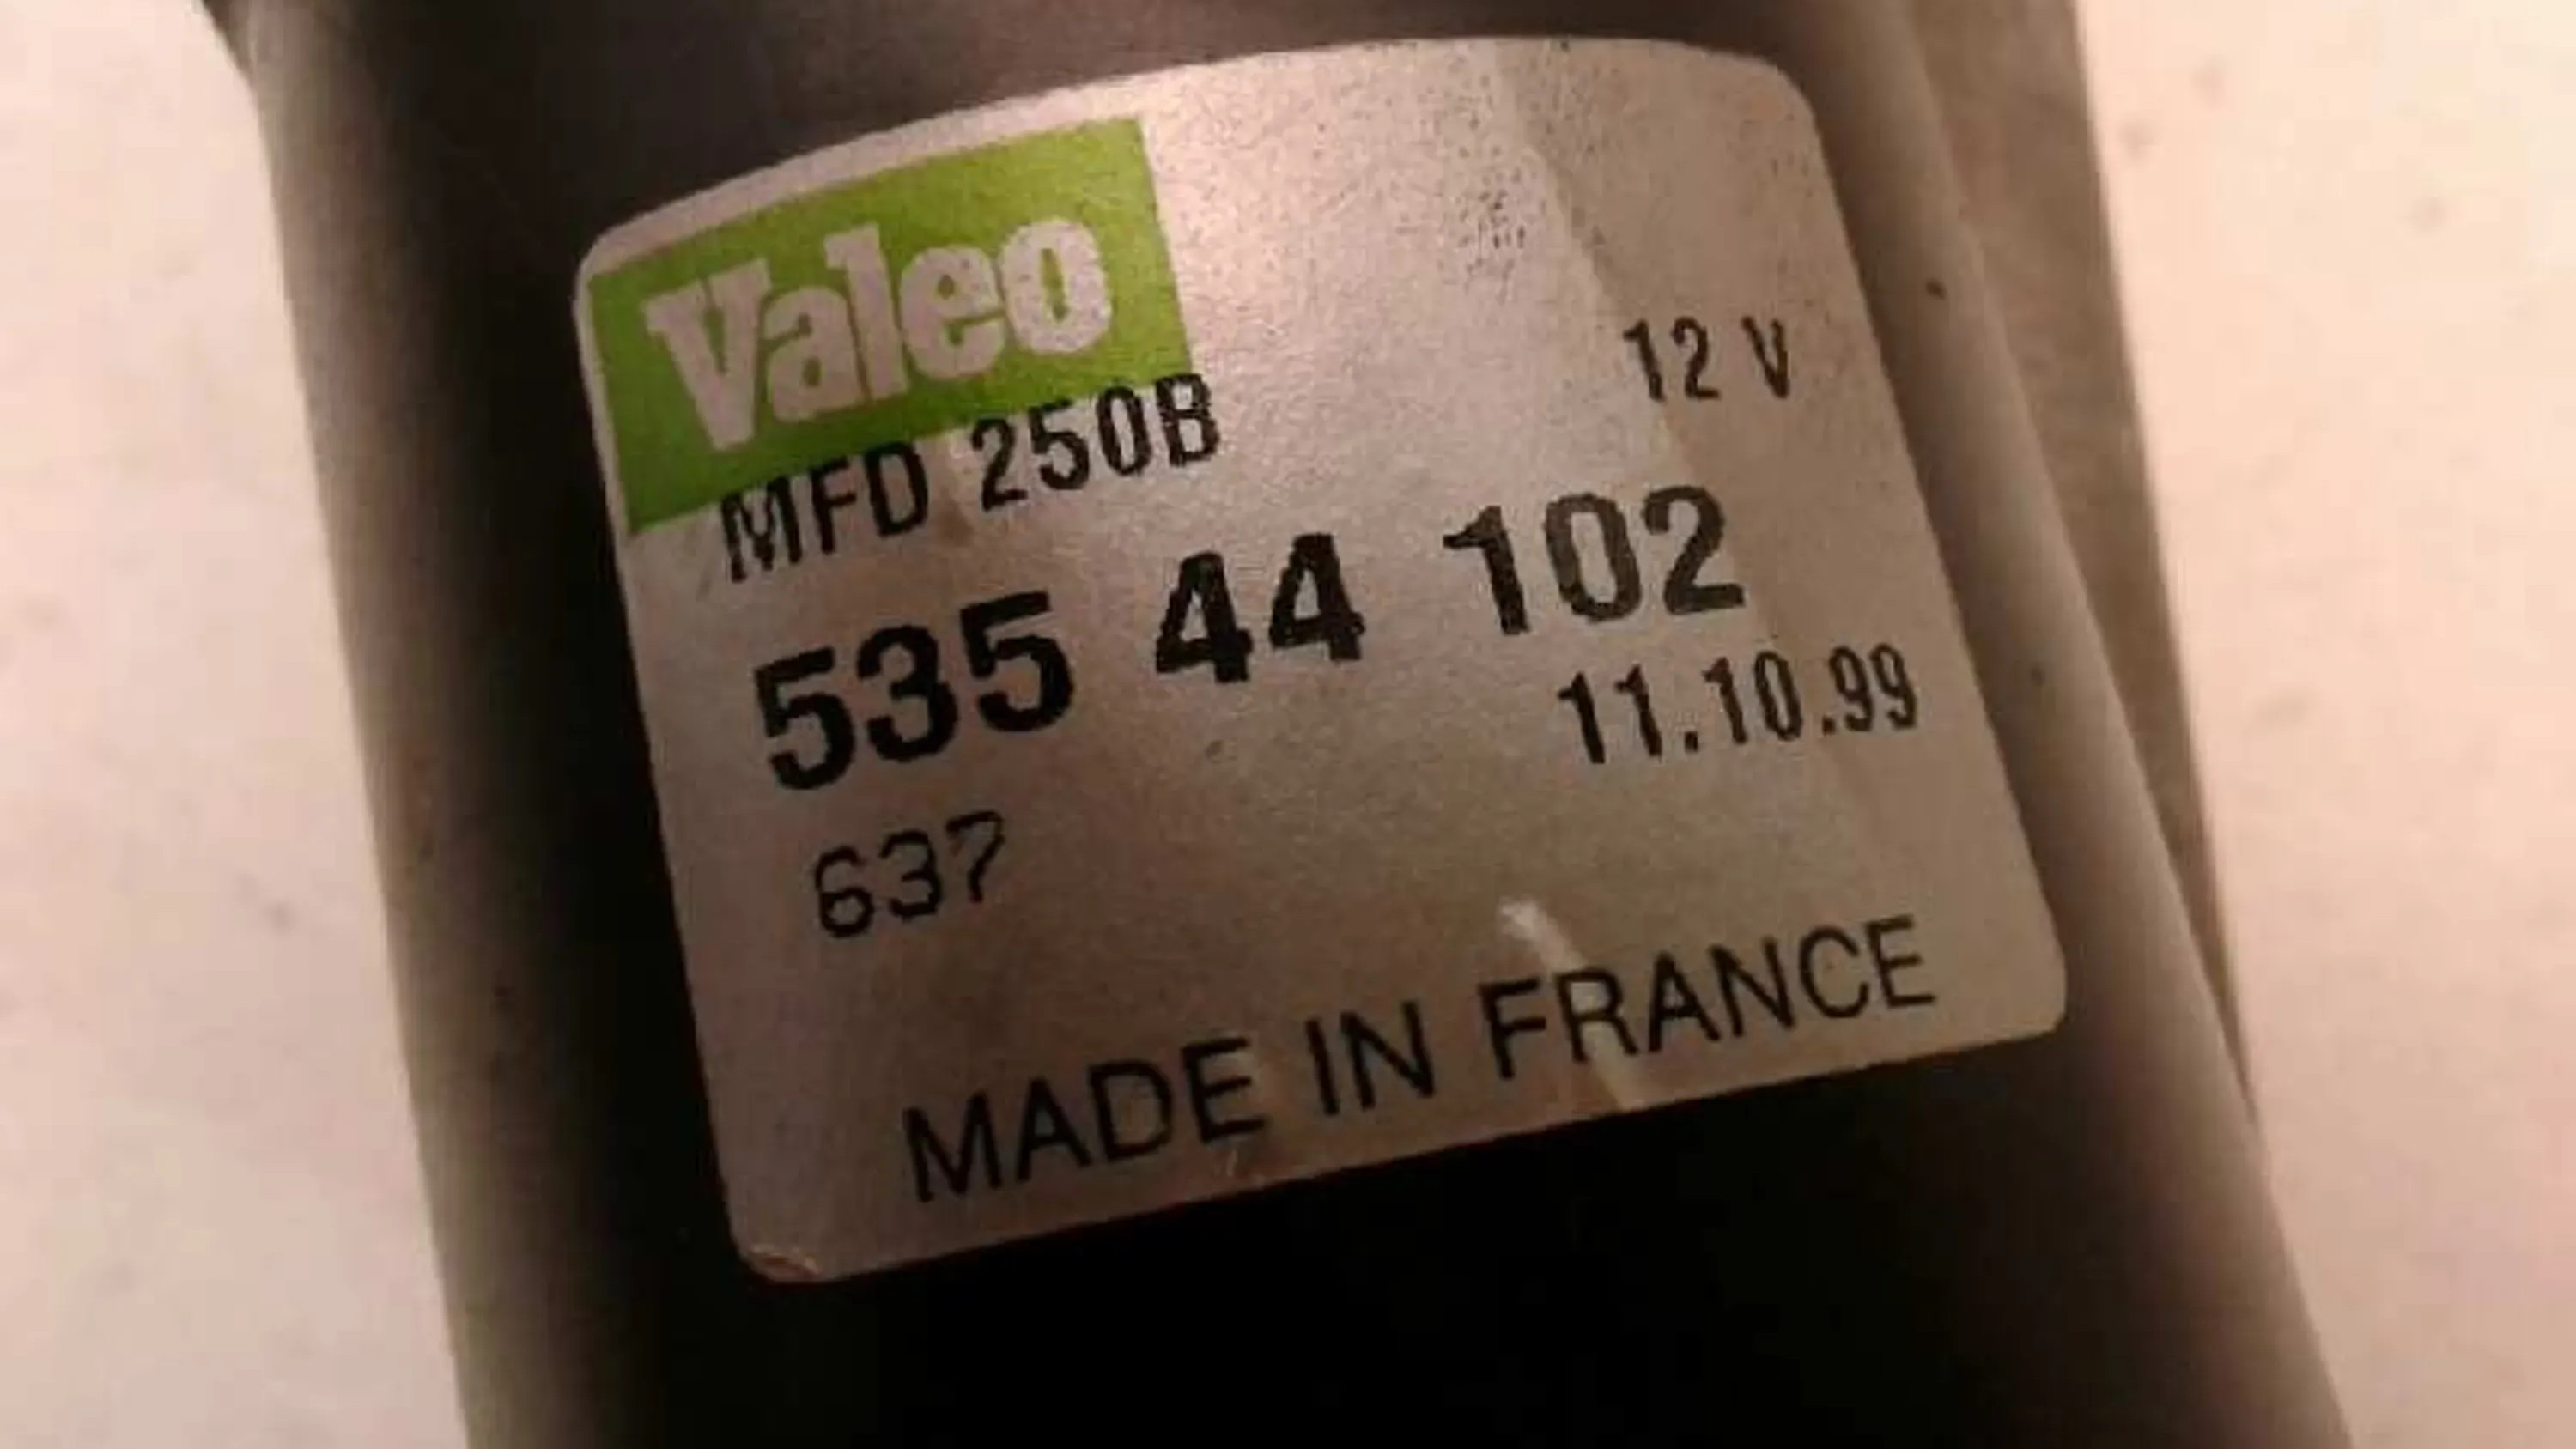 Valeo
MFD 250B 12 V
535 44 102
11.10.99
637
MADE IN FRANCE